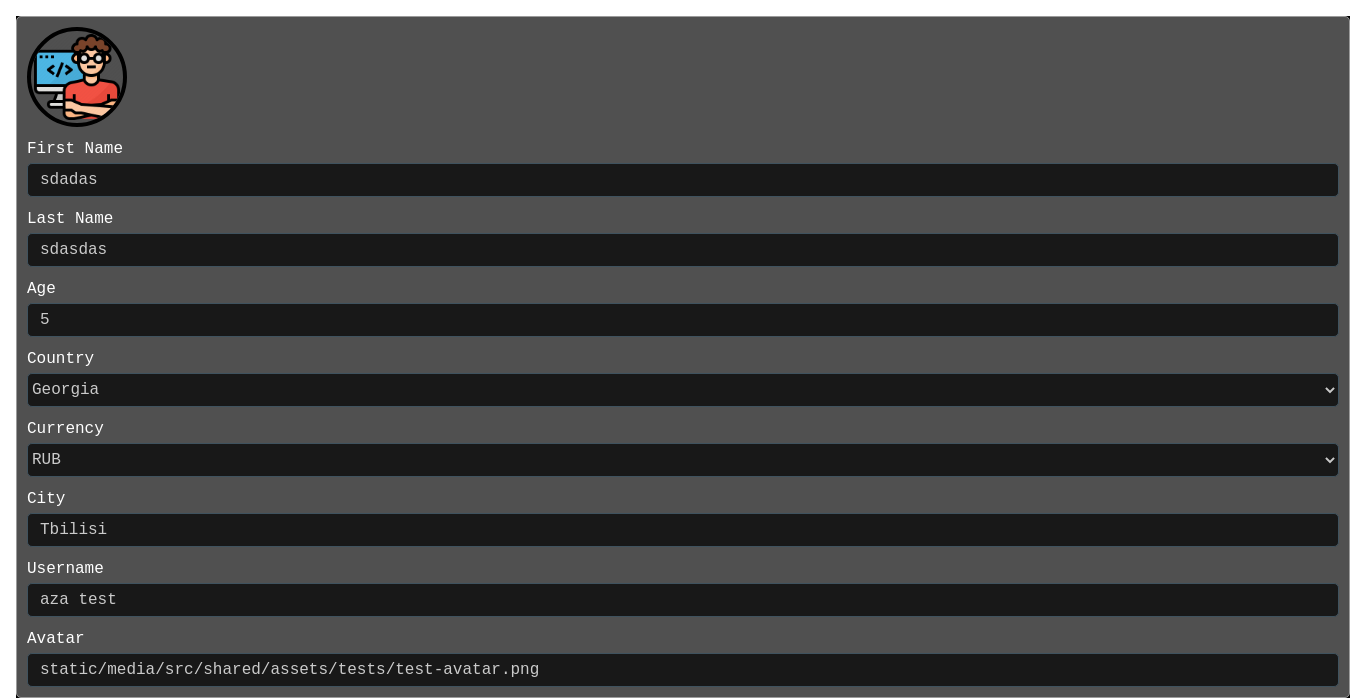 </>
First Name
sdadas
Last Name
sdasdas
Age
5
Country
Georgia
Currency
RUB
City
Tbilisi
Username
aza test
Avatar
static/media/src/shared/assets/tests/test-avatar.png